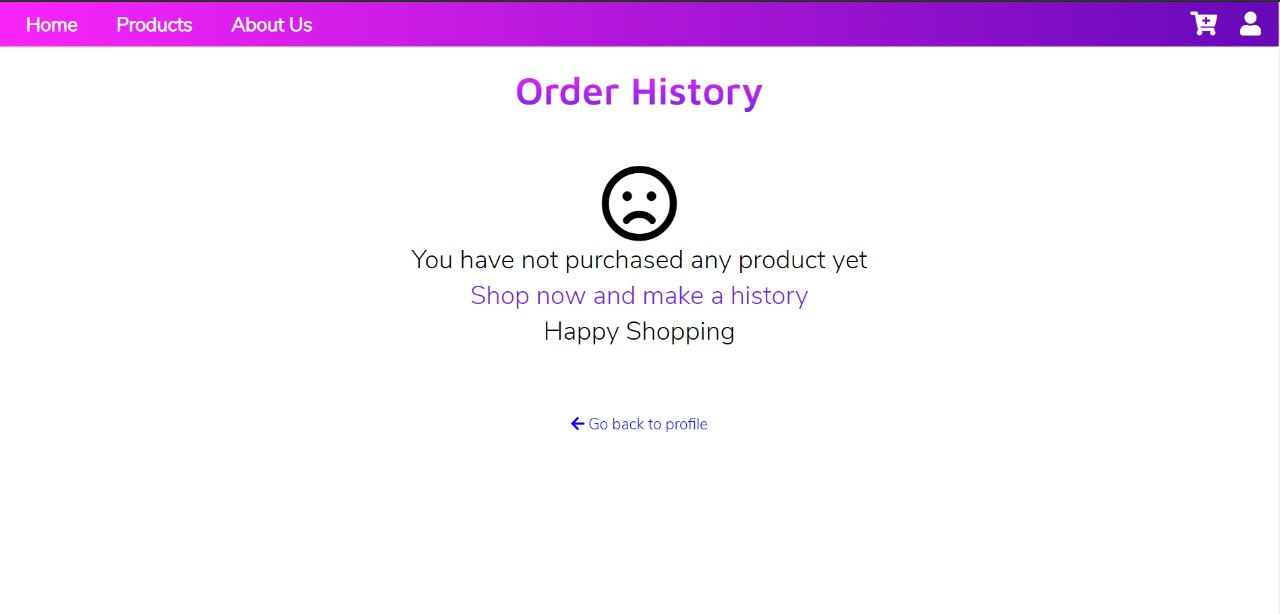 Home Products About Us
Order History
You have not purchased any product yet
Shop now and make a history
Happy Shopping
Go back to profile